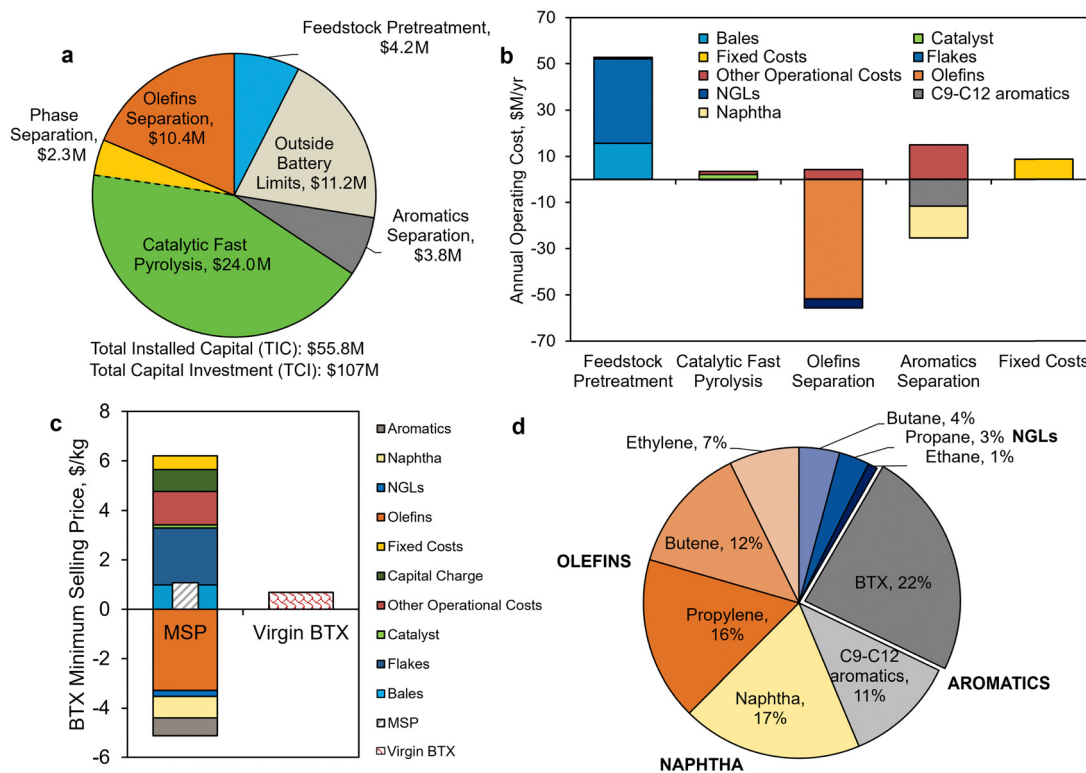 a
Feedstock Pretreatment,
$4.2M
Phase
Separation,
$2.3M
Olefins
Separation,
$10.4M
Outside
Battery
Limits, $11.2M
Aromatics
Separation,
$3.8M
Catalytic Fast
Pyrolysis, $24.0M
Total Installed Capital (TIC): $55.8M
Total Capital Investment (TCI): $107M
b
Annual Operating Cost, $M/yr
70
50
30
10
-10
-30
-50
-70
Bales
Catalyst
Fixed Costs
Flakes
Other Operational Costs
Olefins
NGLs
C9-C12 aromatics
Naphtha
Feedstock
Pretreatment
Catalytic Fast
Pyrolysis
Olefins
Separation
Aromatics
Separation
Fixed Costs
c
BTX Minimum Selling Price, $/kg
8
6
4
2
0
-2
-4
-6
MSP
Virgin BTX
Aromatics
Naphtha
NGLs
Olefins
Fixed Costs
Capital Charge
Other Operational Costs
Catalyst
Flakes
Bales
MSP
Virgin BTX
d
Butane, 4%
Propane, 3% NGLs
Ethane, 1%
Ethylene, 7%
Butene, 12%
OLEFINS
BTX, 22%
Propylene,
16%
C9-C12
aromatics,
11%
AROMATICS
Naphtha,
17%
NAPHTHA